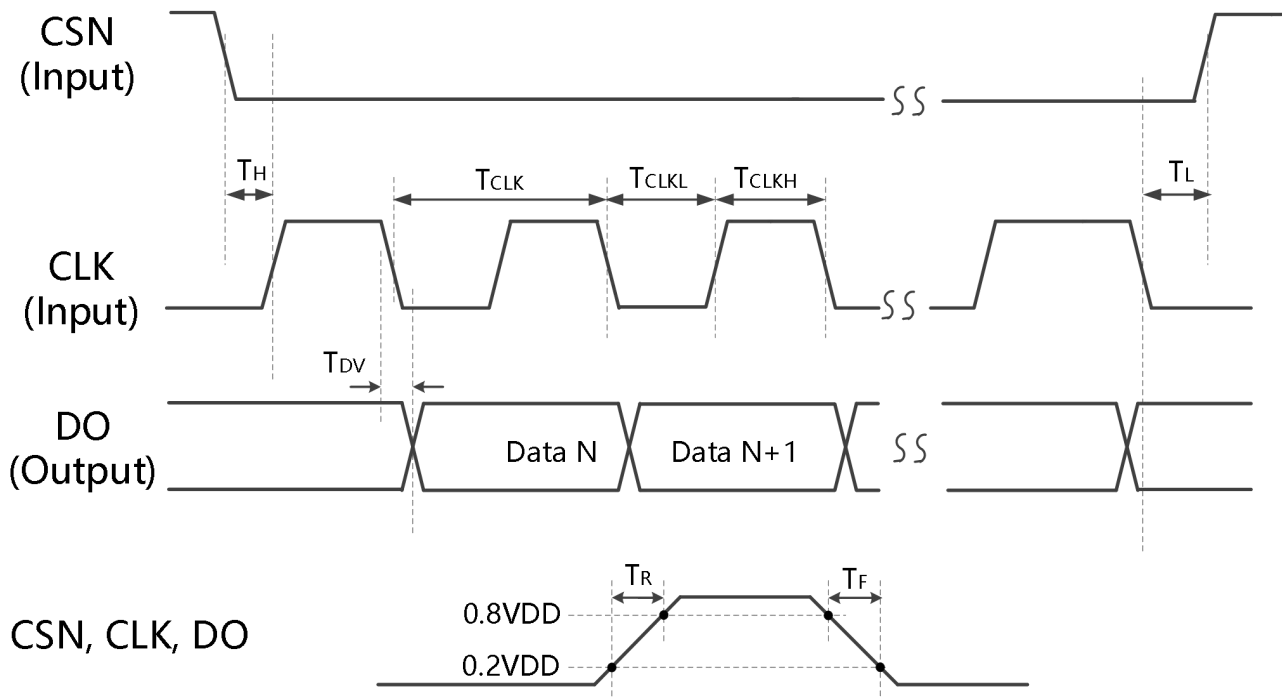 CSN
(Input)
TH
TCLK
TCLKL
TCLKH
TL
CLK
(Input)
TDV
DO
(Output)
Data N
Data N+1
TR
TF
0.8VDD
CSN, CLK, DO
0.2VDD